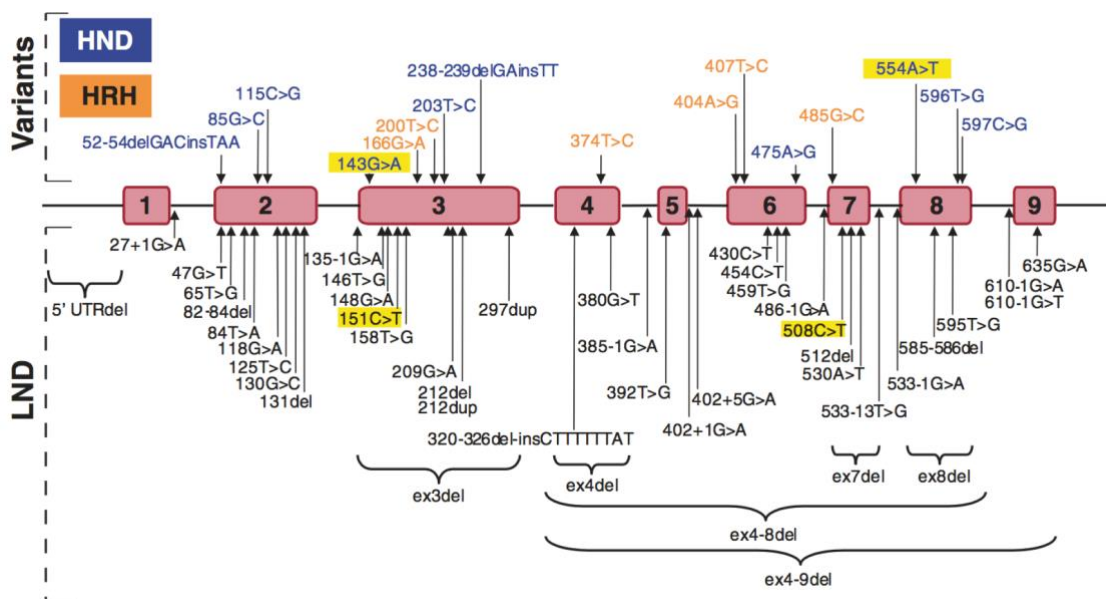 Variants
HND
HRH
52-54delGACinsTAA
85G>C
115C>G
143G>A
166G>A
200T>C
203T>C
238-239delGAinsTT
374T>C
404A>G
407T>C
475A>G
485G>C
554A>T
596T>G
597C>G
1 2 3 4 5 6 7 8 9
LND
5' UTRdel
27+1G>A
47G>T
65T>G
82-84del
84T>A
118G>A
125T>C
130G>C
131del
135-1G>A
146T>G
148G>A
151C>T
158T>G
209G>A
212del
212dup
297dup
320-326del-insCTTTTTTAT
380G>T
385-1G>A
392T>G
402+1G>A
402+5G>A
430C>T
454C>T
459T>G
486-1G>A
508C>T
512del
530A>T
533-13T>G
533-1G>A
585-586del
595T>G
610-1G>A
610-1G>T
635G>A
ex3del
ex4del
ex7del
ex8del
ex4-8del
ex4-9del